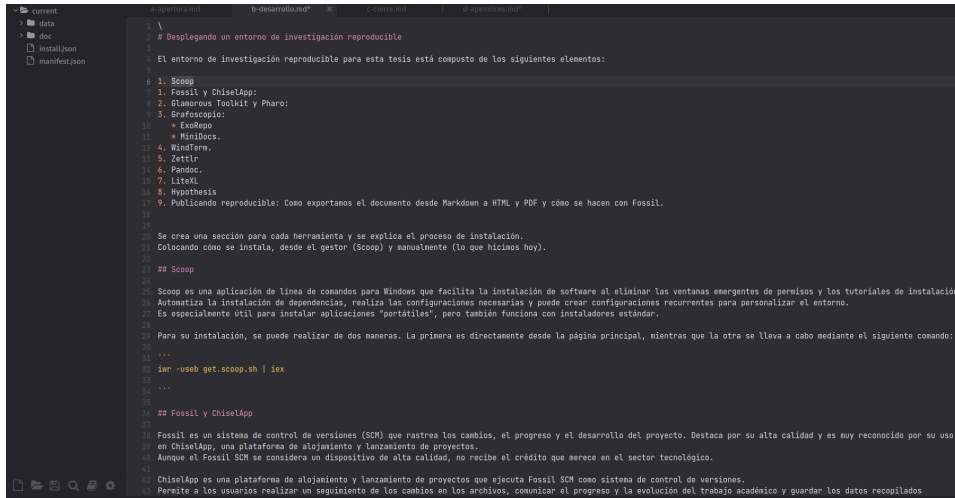 current
data
doc
install.json
manifest.json
a-apertura.md
b-desarrollo.md*
c-cierre.md
d-apendices.md*
1 \
2 # Desplegando un entorno de investigación reproducible
3
4 El entorno de investigación reproducible para esta tesis está compusto de los siguientes elementos:
5
6 1. Scoop
7 1. Fossil y ChiselApp:
8 2. Glamorous Toolkit y Pharo:
9 3. Grafoscopio:
10 * ExoRepo
11 * MiniDocs.
12 4. WindTerm.
13 5. Zettlr
14 6. Pandoc.
15 7. LiteXL
16 8. Hypothesis
17 9. Publicando reproducible: Como exportamos el documento desde Markdown a HTML y PDF y cómo se hacen con Fossil.
18
19
20 Se crea una sección para cada herramienta y se explica el proceso de instalación.
21 Colocando cómo se instala, desde el gestor (Scoop) y manualmente (lo que hicimos hoy).
22
23 ## Scoop
24
25 Scoop es una aplicación de línea de comandos para Windows que facilita la instalación de software al eliminar las ventanas emergentes de permisos y los tutoriales de instalación
26 Automatiza la instalación de dependencias, realiza las configuraciones necesarias y puede crear configuraciones recurrentes para personalizar el entorno.
27 Es especialmente útil para instalar aplicaciones "portátiles", pero también funciona con instaladores estándar.
28
29 Para su instalación, se puede realizar de dos maneras. La primera es directamente desde la página principal, mientras que la otra se lleva a cabo mediante el siguiente comando:
30
31 ```
32 iwr -useb get.scoop.sh | iex
33
34 ```
35
36 ## Fossil y ChiselApp
37
38 Fossil es un sistema de control de versiones (SCM) que rastrea los cambios, el progreso y el desarrollo del proyecto. Destaca por su alta calidad y es muy reconocido por su uso
39 en ChiselApp, una plataforma de alojamiento y lanzamiento de proyectos.
40 Aunque el Fossil SCM se considera un dispositivo de alta calidad, no recibe el crédito que merece en el sector tecnológico.
41
42 ChiselApp es una plataforma de alojamiento y lanzamiento de proyectos que ejecuta Fossil SCM como sistema de control de versiones.
43 Permite a los usuarios realizar un seguimiento de los cambios en los archivos, comunicar el progreso y la evolución del trabajo académico y guardar los datos recopilados